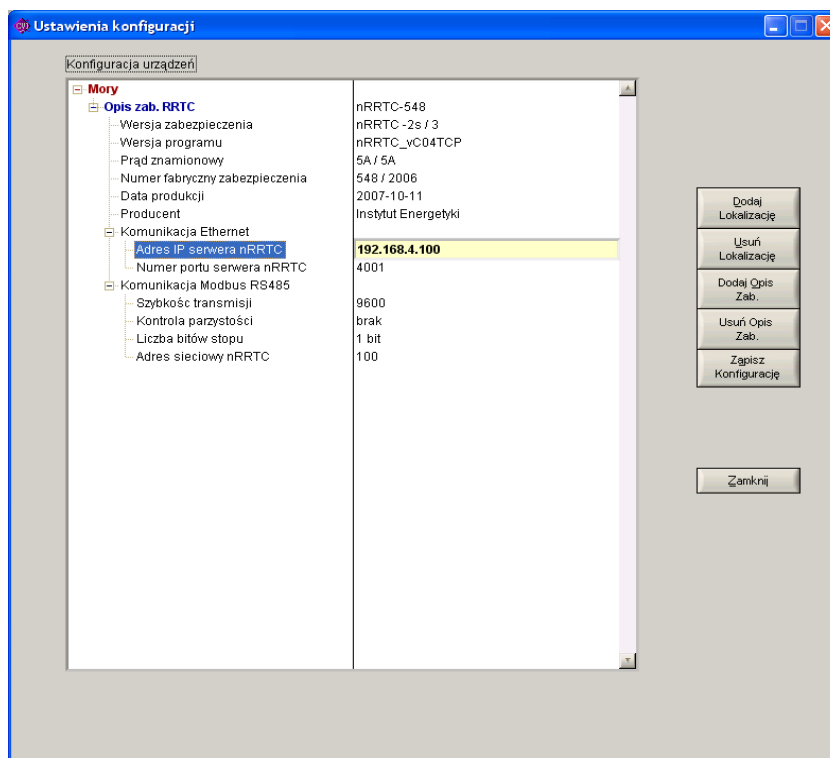 Ustawienia konfiguracji
Konfiguracja urządzeń
Mory
Opis zab. RRTC nRRTC-548
Wersja zabezpieczenia nRRTC -2s / 3
Wersja programu nRRTC_vC04TCP
Prąd znamionowy 5A / 5A
Numer fabryczny zabezpieczenia 548 / 2006
Data produkcji 2007-10-11
Producent Instytut Energetyki
Komunikacja Ethernet
Adres IP serwera nRRTC 192.168.4.100
Numer portu serwera nRRTC 4001
Komunikacja Modbus RS485
Szybkośc transmisji 9600
Kontrola parzystości brak
Liczba bitów stopu 1 bit
Adres sieciowy nRRTC 100
Dodaj
Lokalizację
Usuń
Lokalizację
Dodaj Opis
Zab.
Usuń Opis
Zab.
Zapisz
Konfigurację
Zamknij